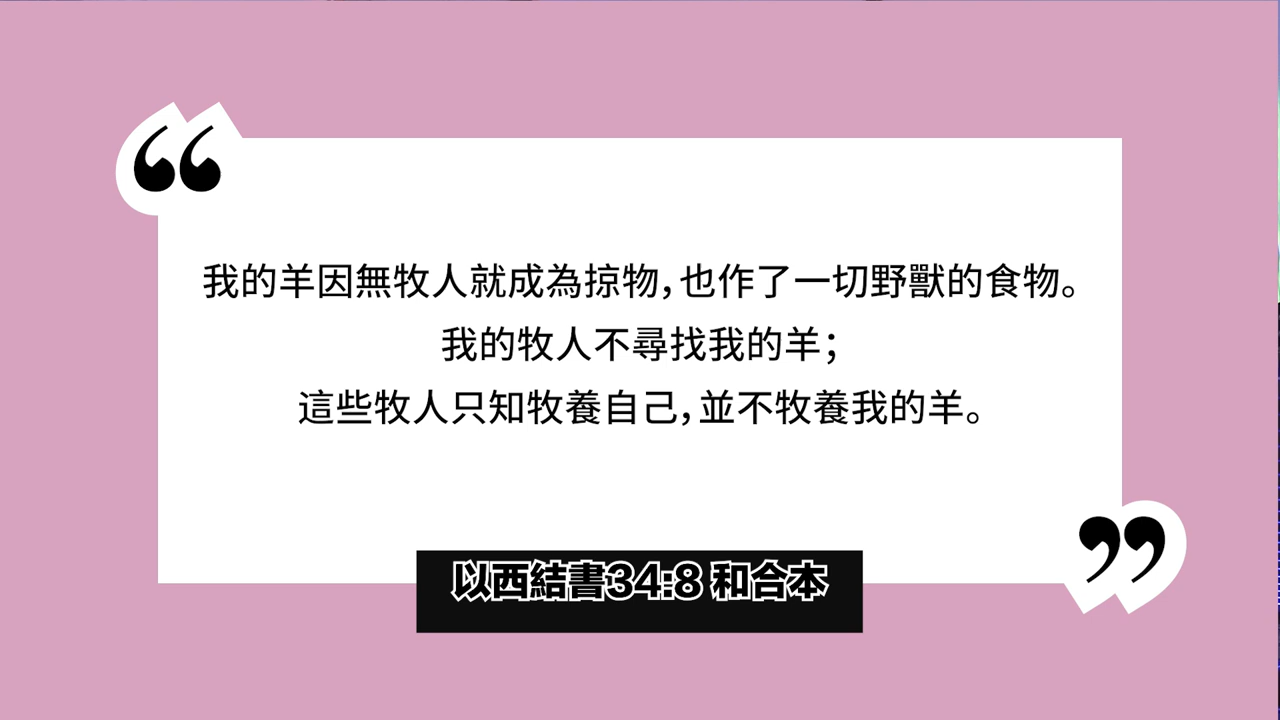 我的羊因無牧人就成為掠物，也作了一切野獸的食物。
我的牧人不尋找我的羊；
這些牧人只知牧養自己，並不牧養我的羊。
以西結書34:8 和合本